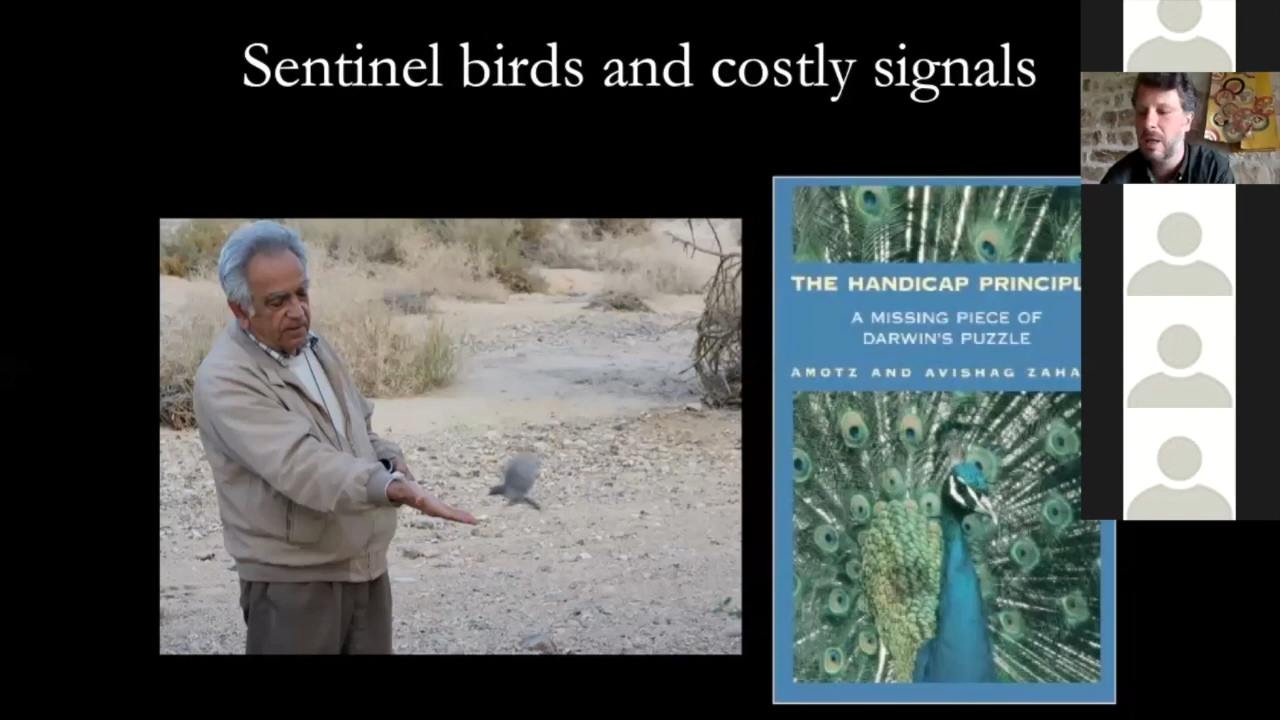 Sentinel birds and costly signals
THE HANDICAP PRINCIPL
A MISSING PIECE OF
DARWIN'S PUZZLE
AMOTZ AND AVISHAG ZAHA